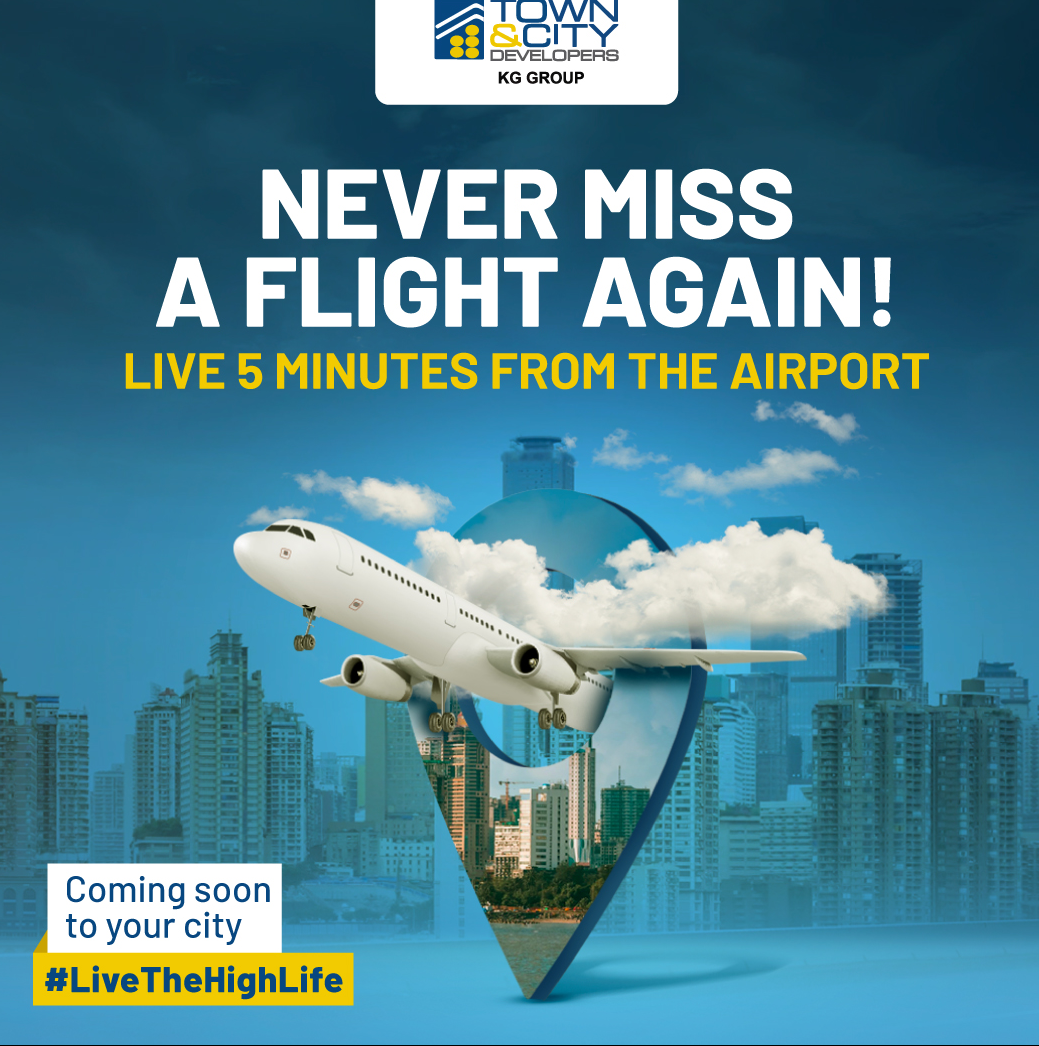 TOWN
&CITY
DEVELOPERS
KG GROUP
NEVER MISS
A FLIGHT AGAIN!
LIVE 5 MINUTES FROM THE AIRPORT
Coming soon
to your city
#LiveTheHighLife